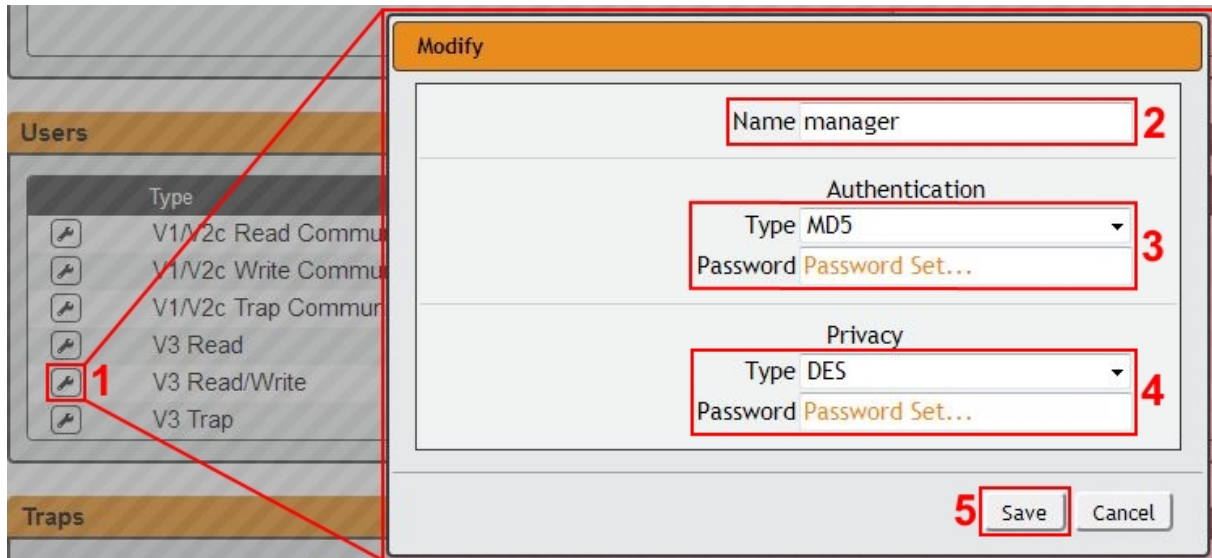 Users
Type
V1/V2c Read Commu
V1/V2c Write Commu
V1/V2c Trap Commun
V3 Read
1 V3 Read/Write
V3 Trap
Traps
Modify
Name manager 2
Authentication
Type MD5
3
Password Password Set...
Privacy
Type DES
4
Password Password Set...
5 Save Cancel